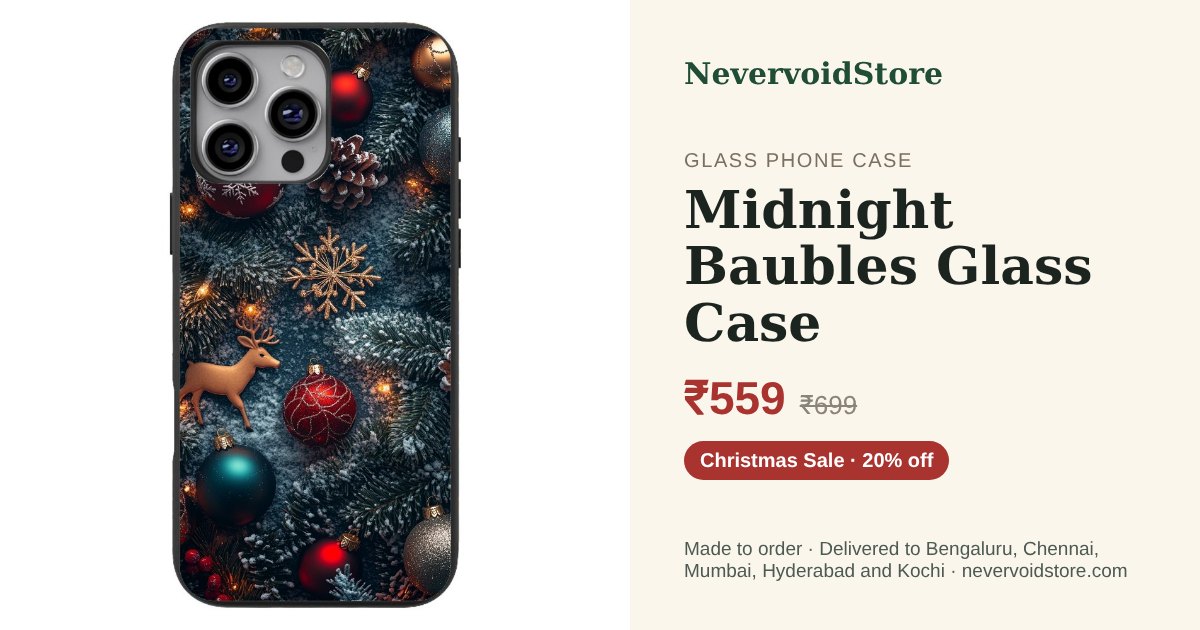 NevervoidStore
GLASS PHONE CASE
Midnight
Baubles Glass
Case
₹559 ₹699
Christmas Sale · 20% off
Made to order · Delivered to Bengaluru, Chennai,
Mumbai, Hyderabad and Kochi · nevervoidstore.com